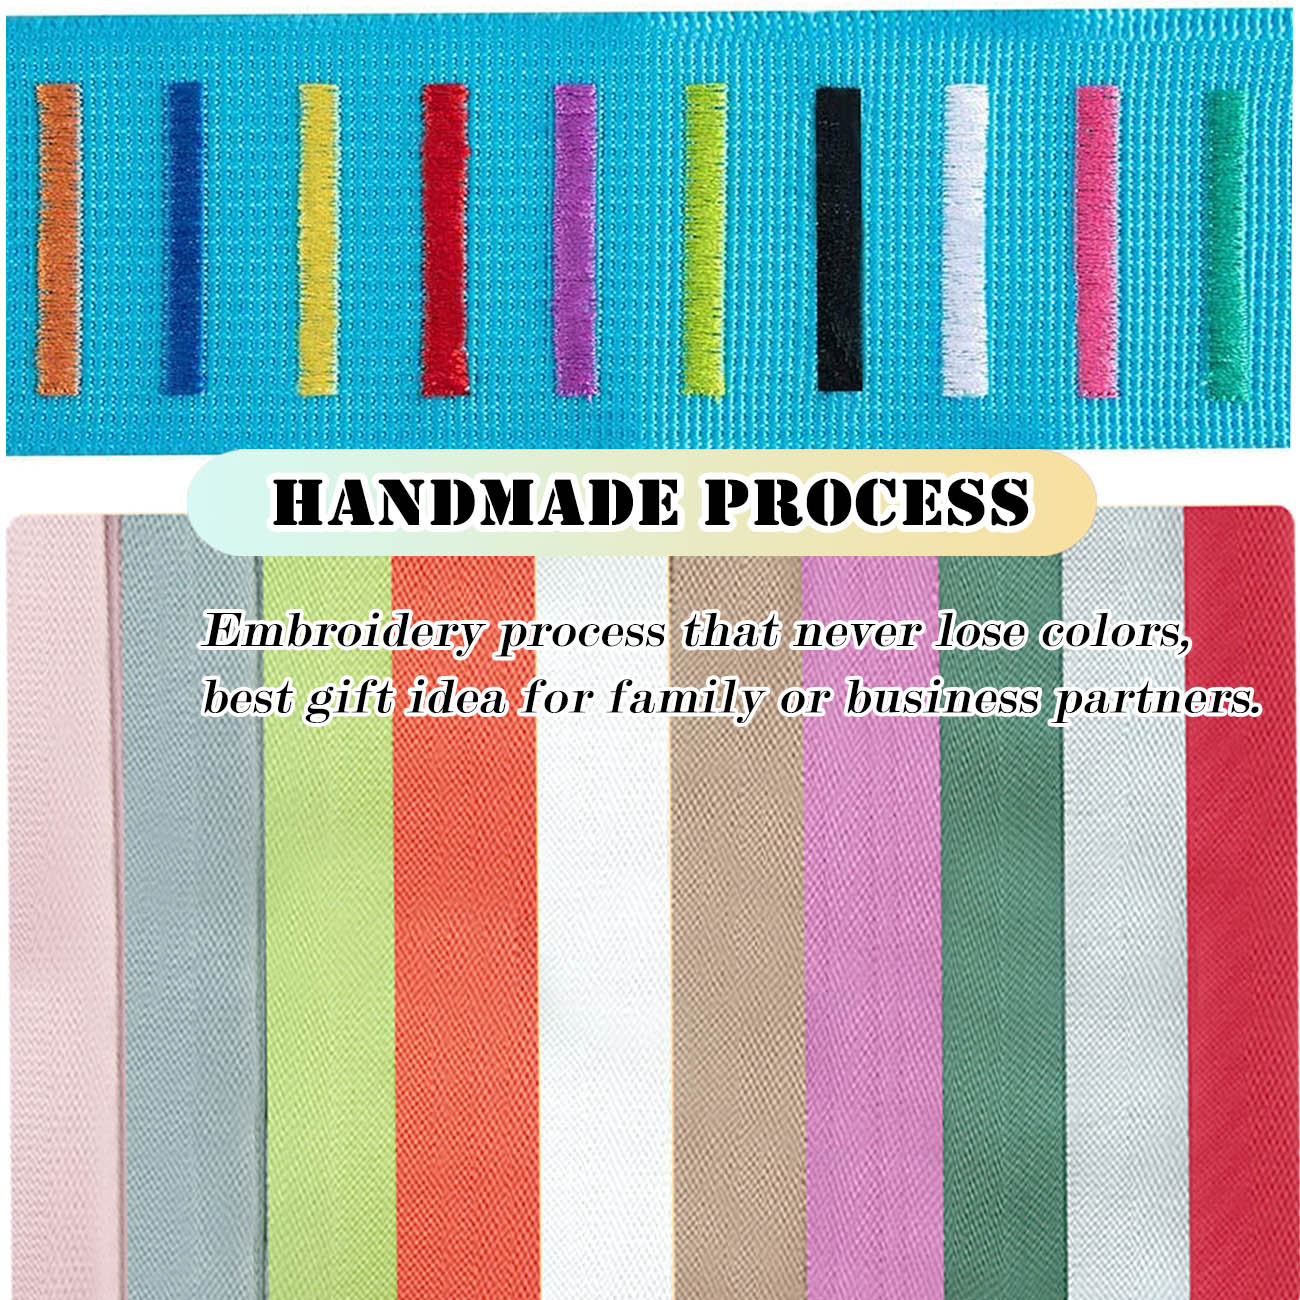 HANDMADE PROCESS
Embroidery process that never lose colors,
best gift idea for family or business partners.